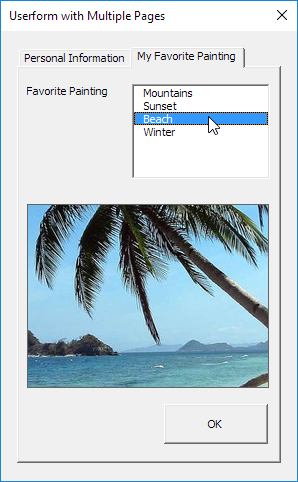 Userform with Multiple Pages
Personal Information
My Favorite Painting
Favorite Painting
Mountains
Sunset
Beach
Winter
OK